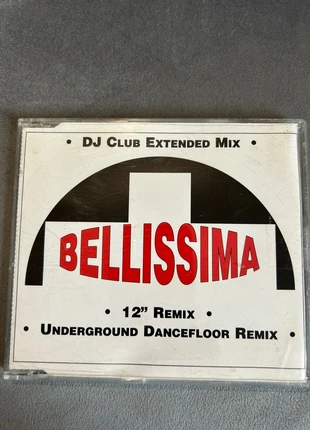 • DJ Club Extended Mix •
BELLISSIMA
• 12” Remix •
• Underground Dancefloor Remix •